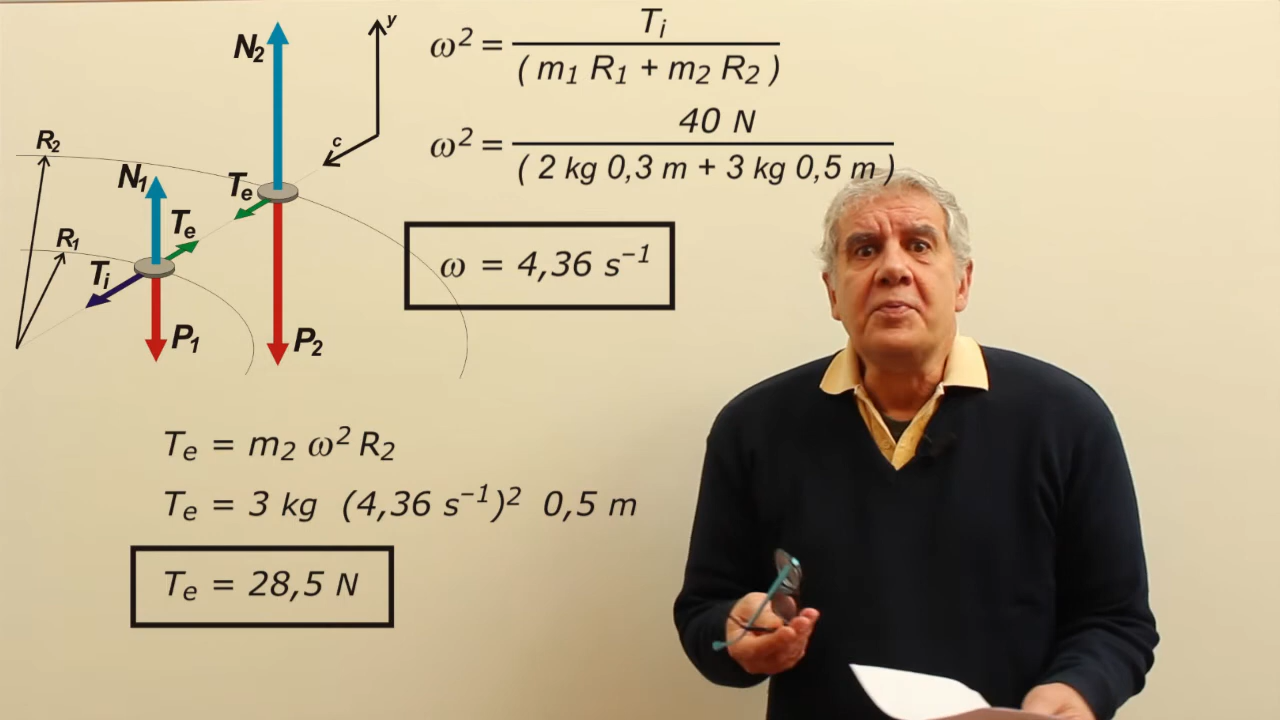 N₂
y
c
R₂
N₁
Tₑ
Tₑ
R₁
Tᵢ
P₁
P₂
ω² = Tᵢ / ( m₁ R₁ + m₂ R₂ )
ω² = 40 N / ( 2 kg 0,3 m + 3 kg 0,5 m )
ω = 4,36 s⁻¹
Tₑ = m₂ ω² R₂
Tₑ = 3 kg (4,36 s⁻¹)² 0,5 m
Tₑ = 28,5 N